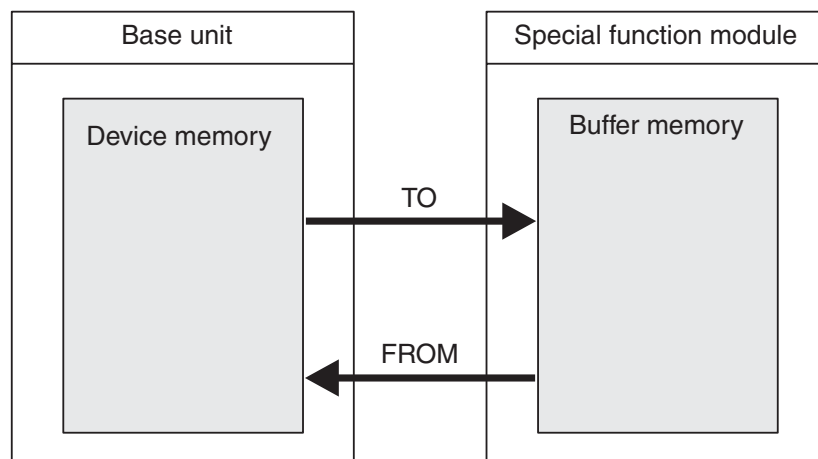 Base unit
Special function module
Device memory
Buffer memory
TO
FROM